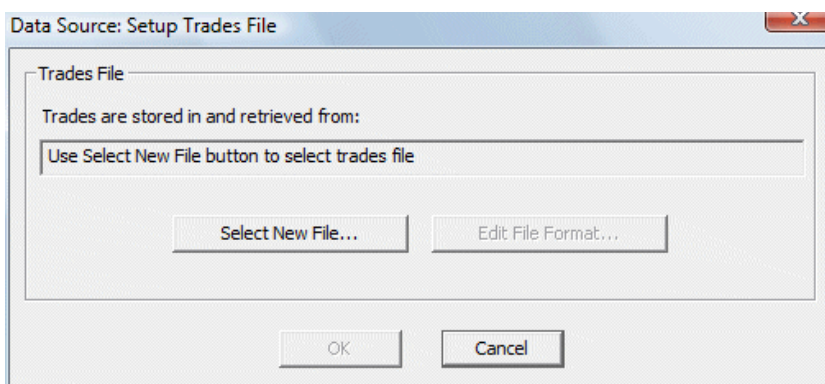 Data Source: Setup Trades File
Trades File
Trades are stored in and retrieved from:
Use Select New File button to select trades file
Select New File... Edit File Format...
OK Cancel